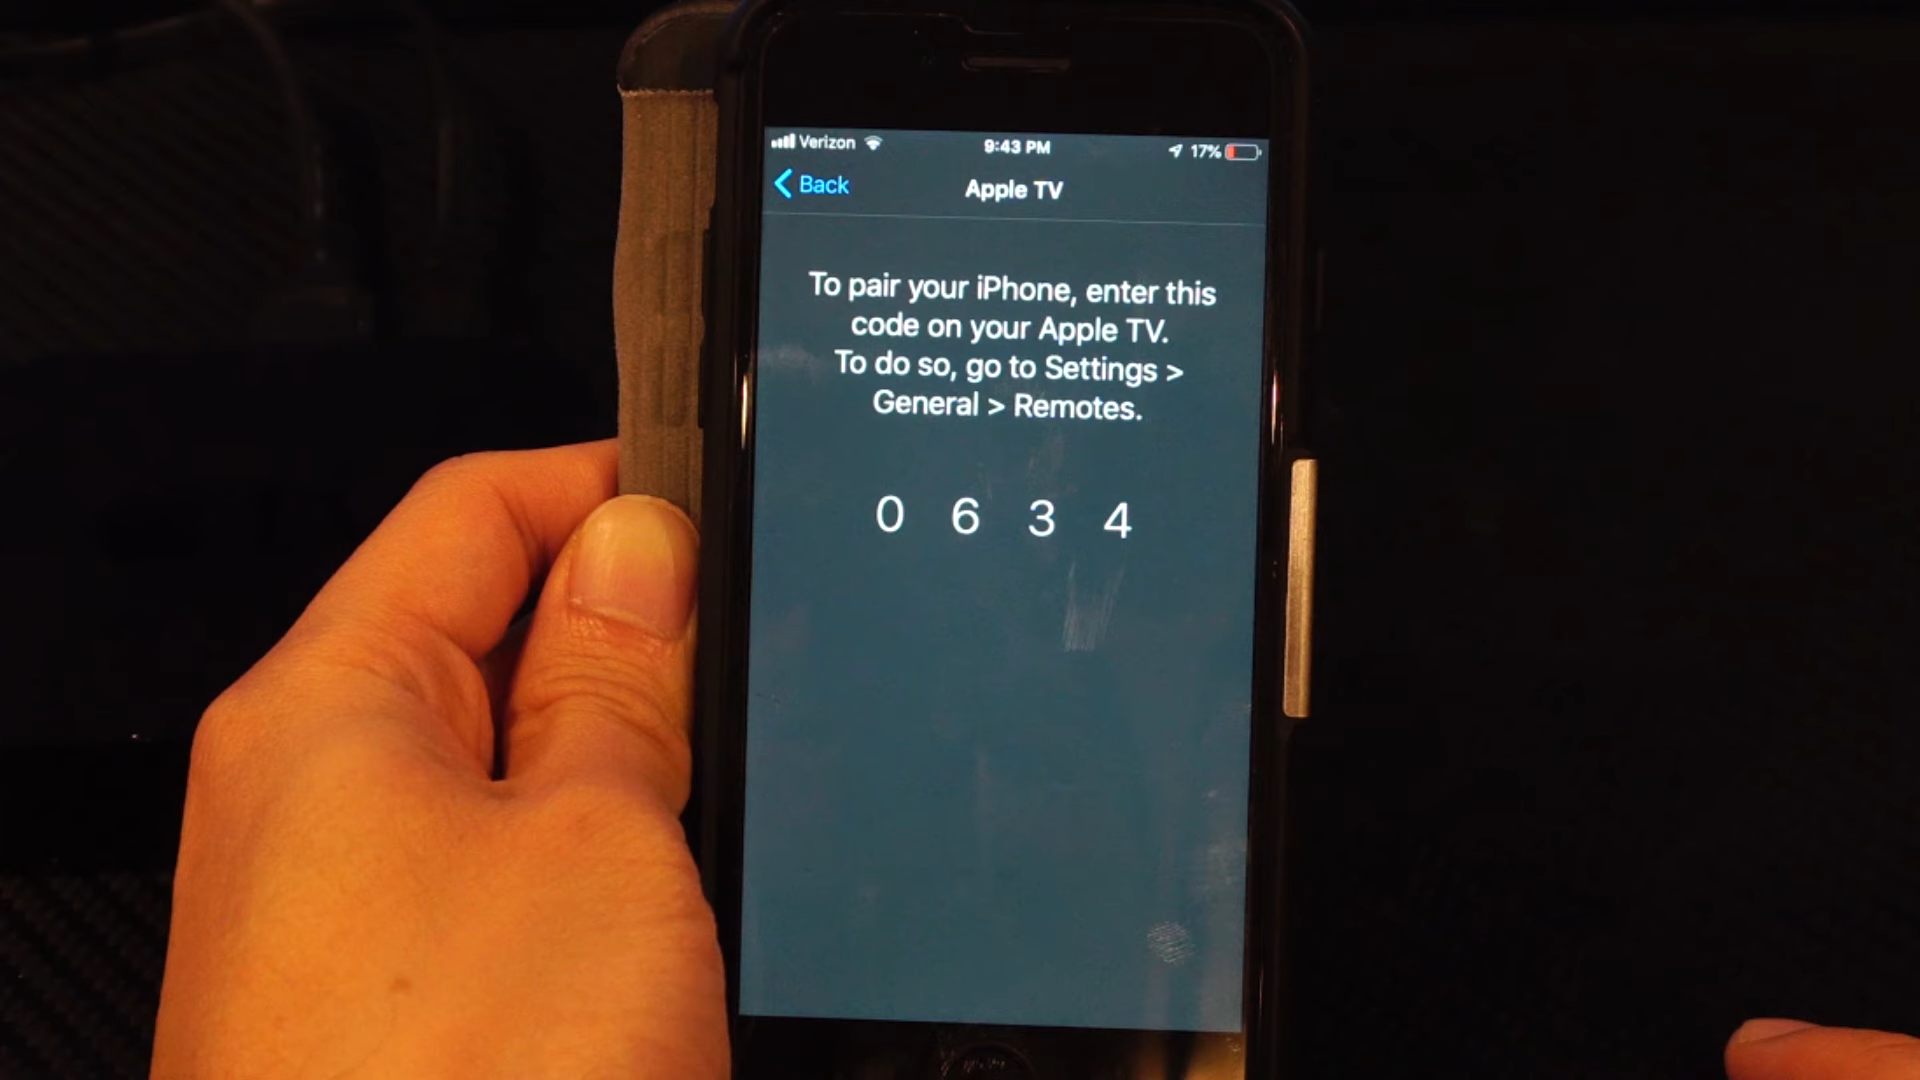 Verizon 9:43 PM 17%
Back Apple TV
To pair your iPhone, enter this
code on your Apple TV.
To do so, go to Settings >
General > Remotes.
0 6 3 4